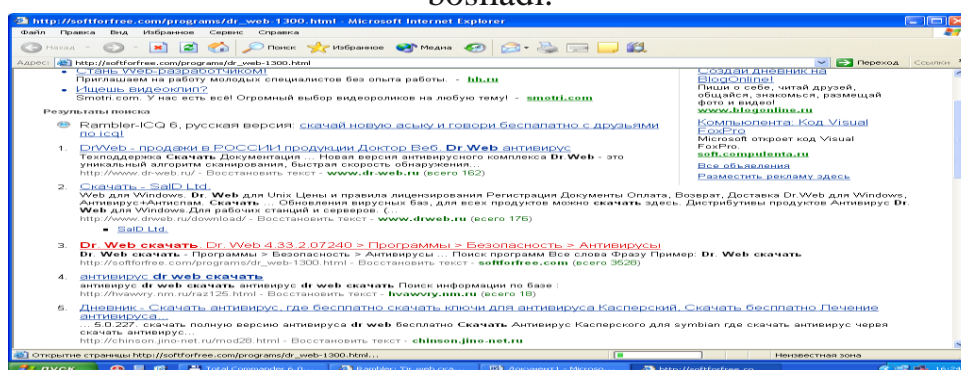 bosnadi.
http://softforfree.com/programs/dr_web-1300.html - Microsoft Internet Explorer
Файл Правка Вид Избранное Сервис Справка
Назад Поиск Избранное Медиа
Адрес: http://softforfree.com/programs/dr_web-1300.html Переход Ссылки
• Стань Web-разработчиком!
Приглашаем на работу молодых специалистов без опыта работы. - hh.ru
• Ищешь видеоклип?
Smotri.com. У нас есть всё! Огромный выбор видеороликов на любую тему! - smotri.com
Результаты поиска
Rambler-ICQ 6, русская версия: скачай новую аську и говори бесплатно с друзьями
по icq!
1. DrWeb - продажи в РОССИИ продукции Доктор Веб. Dr Web антивирус
Техподдержка Скачать Документация ... Новая версия антивирусного комплекса Dr.Web - это
уникальный алгоритм сканирования, быстрая скорость обнаружения...
http://www.dr-web.ru/ - Восстановить текст - www.dr-web.ru (всего 162)
Создай дневник на
BlogOnline!
Пиши о себе, читай друзей,
общайся, знакомься, размещай
фото и видео!
www.blogonline.ru
Компьюлента: Код Visual
FoxPro
Microsoft откроет код Visual
FoxPro.
soft.compulenta.ru
Все объявления
Разместить рекламу здесь
2. Скачать - SalD Ltd.
Web для Windows Dr. Web для Unix Цены и правила лицензирования Регистрация Документы Оплата, Возврат, Доставка Dr.Web для Windows,
Антивирус+Антиспам. Скачать ... Обновления вирусных баз, для всех продуктов можно скачать здесь. Дистрибутивы продуктов Антивирус Dr.
Web для Windows.Для рабочих станций и серверов. (...
http://www.drweb.ru/download/ - Восстановить текст - www.drweb.ru (всего 176)
▪ SalD Ltd.
3. Dr. Web скачать. Dr. Web 4.33.2.07240 > Программы > Безопасность > Антивирусы
Dr. Web скачать - Программы > Безопасность > Антивирусы ... Поиск программ Все слова Фразу Пример: Dr. Web скачать
http://softforfree.com/programs/dr_web-1300.html - Восстановить текст - softforfree.com (всего 3528)
4. антивирус dr web скачать
антивирус dr web скачать антивирус dr web скачать Поиск информации по базе :
http://hvawry.nm.ru/raz125.html - Восстановить текст - hvawry.nm.ru (всего 18)
5. Дневник - Скачать антивирус, где бесплатно скачать ключи для антивируса Касперский, Скачать бесплатно Лечение
антивируса...
... 5.0.227. скачать полную версию антивируса dr web бесплатно Скачать Антивирус Касперского для symbian где скачать антивирус червя
скачать антивирус...
http://chinson.jino-net.ru/mod28.html - Восстановить текст - chinson.jino-net.ru
Открытие страницы http://softforfree.com/programs/dr_web-1300.html... Неизвестная зона
пуск Total Commander 6.0... Rambler: 'Dr web ска... Документ1 - Microso... http://softforfree.co... 16:24